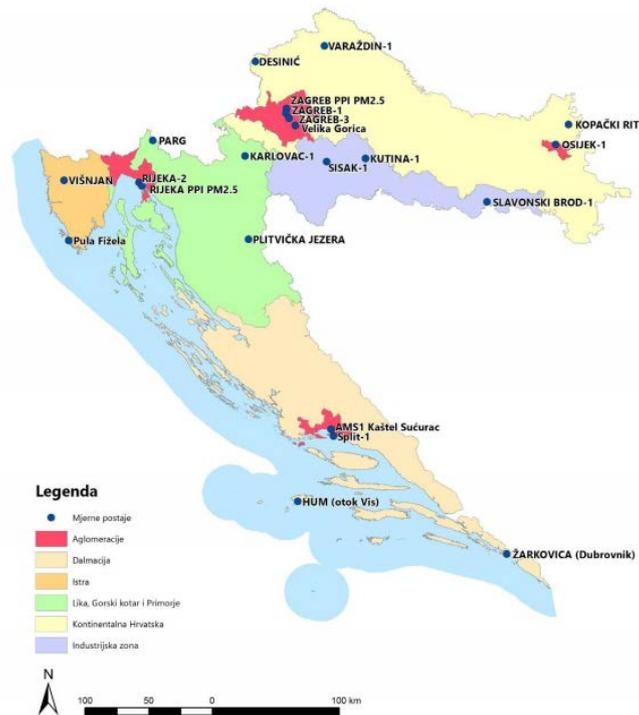 VARAŽDIN-1
DESINIĆ
ZAGREB PPI PM2.5
ZAGREB-1
ZAGREB-3
Velika Gorica
KOPAČKI RIT
OSIJEK-1
PARG
KARLOVAC-1
KUTINA-1
SISAK-1
RIJEKA-2
RIJEKA PPI PM2.5
VIŠNJAN
SLAVONSKI BROD-1
Pula Fižela
PLITVIČKA JEZERA
AMS1 Kaštel Sućurac
Split-1
HUM (otok Vis)
ŽARKOVICA (Dubrovnik)
Legenda
Mjerne postaje
Aglomeracije
Dalmacija
Istra
Lika, Gorski kotar i Primorje
Kontinentalna Hrvatska
Industrijska zona
N
100 50 0 100 km